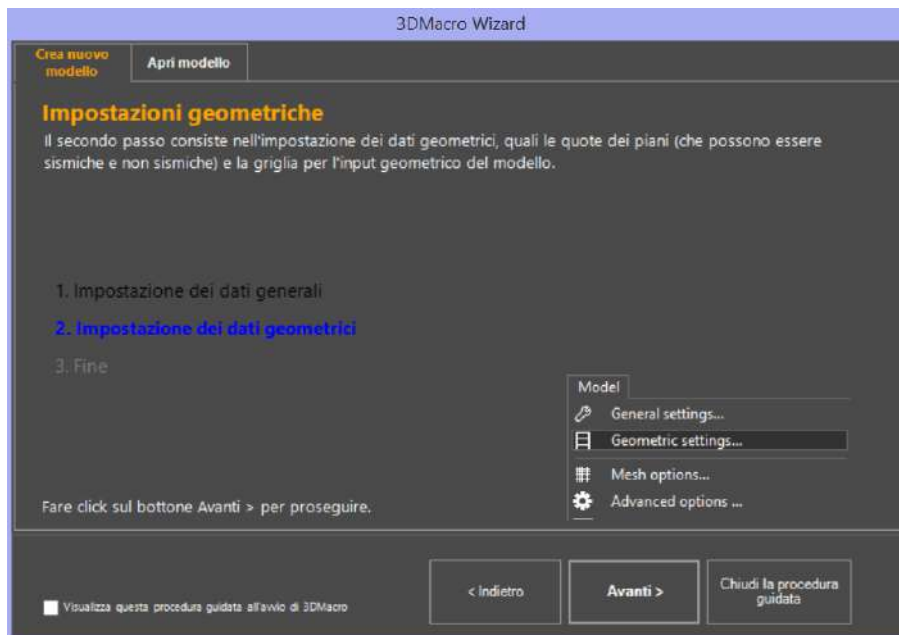 3DMacro Wizard
Crea nuovo
modello
Apri modello
Impostazioni geometriche
Il secondo passo consiste nell'impostazione dei dati geometrici, quali le quote dei piani (che possono essere
sismiche e non sismiche) e la griglia per l'input geometrico del modello.
1. Impostazione dei dati generali
2. Impostazione dei dati geometrici
3. Fine
Model
General settings...
Geometric settings...
Mesh options...
Advanced options ...
Fare click sul bottone Avanti > per proseguire.
Visualizza questa procedura guidata all'avvio di 3DMacro
< Indietro
Avanti >
Chiudi la procedura
guidata